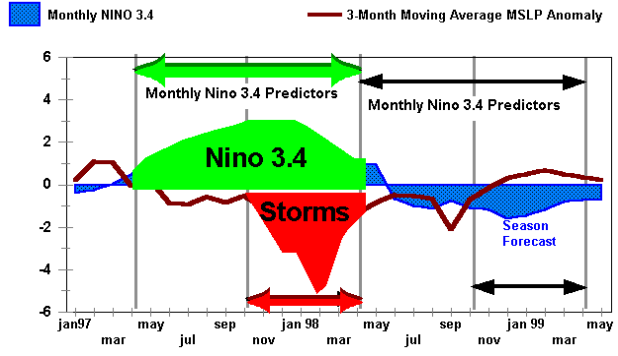 Monthly NINO 3.4
3-Month Moving Average MSLP Anomaly
6
4
2
0
-2
-4
-6
Monthly Nino 3.4 Predictors
Monthly Nino 3.4 Predictors
Nino 3.4
Storms
Season
Forecast
jan97 may sep jan 98 may sep jan 99 may
mar jul nov mar jul nov mar